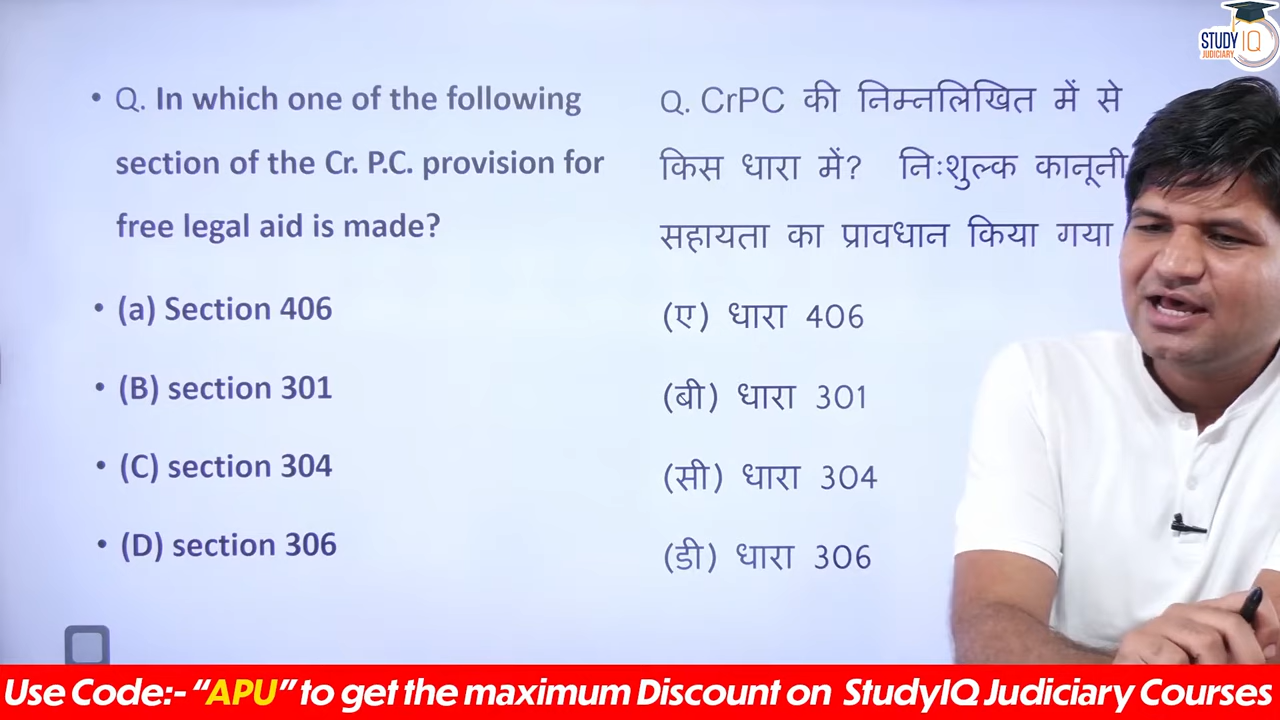 STUDY IQ
JUDICIARY
• Q. In which one of the following
section of the Cr. P.C. provision for
free legal aid is made?
• (a) Section 406
• (B) section 301
• (C) section 304
• (D) section 306
Q. CrPC की निम्नलिखित में से
किस धारा में? निःशुल्क कानूनी
सहायता का प्रावधान किया गया
(ए) धारा 406
(बी) धारा 301
(सी) धारा 304
(डी) धारा 306
Use Code:- “APU” to get the maximum Discount on StudyIQ Judiciary Courses